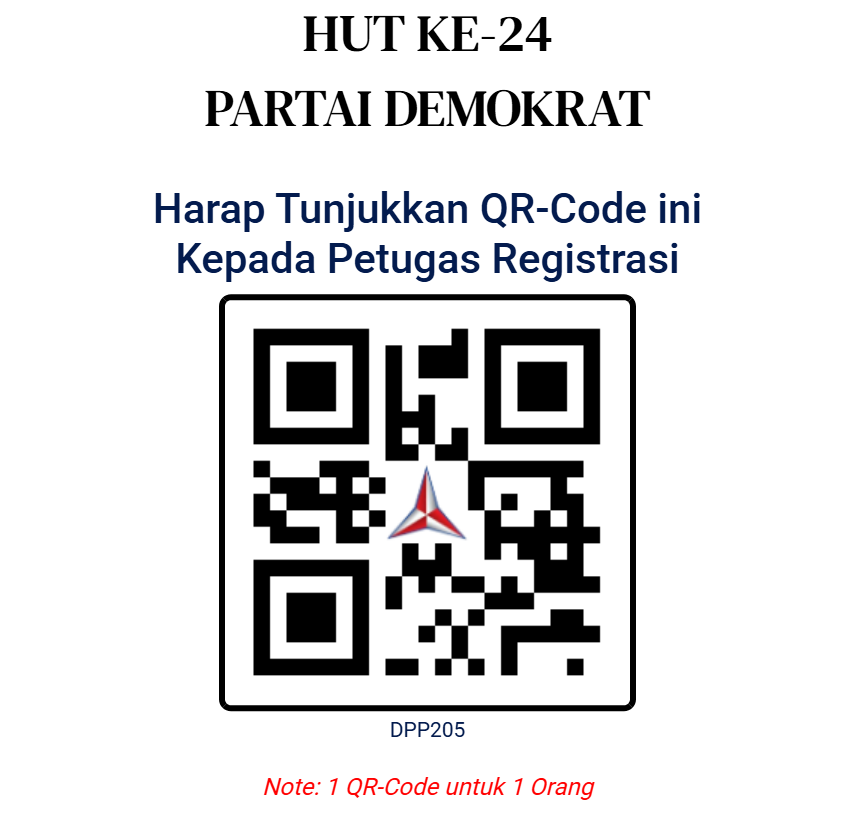 HUT KE-24
PARTAI DEMOKRAT
Harap Tunjukkan QR-Code ini
Kepada Petugas Registrasi
DPP205
Note: 1 QR-Code untuk 1 Orang